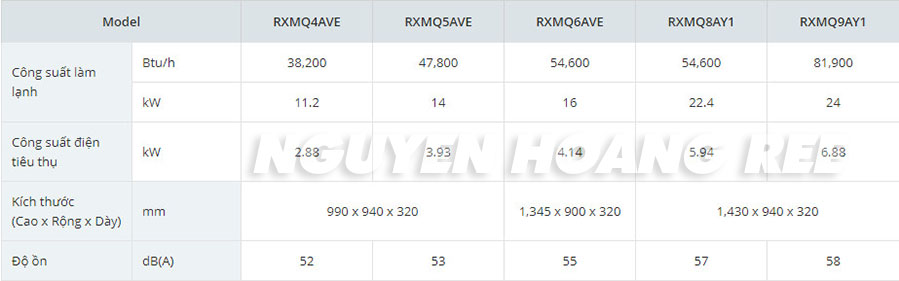 Model RXMQ4AVE RXMQ5AVE RXMQ6AVE RXMQ8AY1 RXMQ9AY1
Công suất làm lạnh Btu/h 38,200 47,800 54,600 54,600 81,900
kW 11.2 14 16 22.4 24
Công suất điện tiêu thụ kW 2.88 3.93 4.14 5.94 6.88
NGUYEN HOANG REE
Kích thước (Cao x Rộng x Dày) mm 990 x 940 x 320 1,345 x 900 x 320 1,430 x 940 x 320
Độ ồn dB(A) 52 53 55 57 58